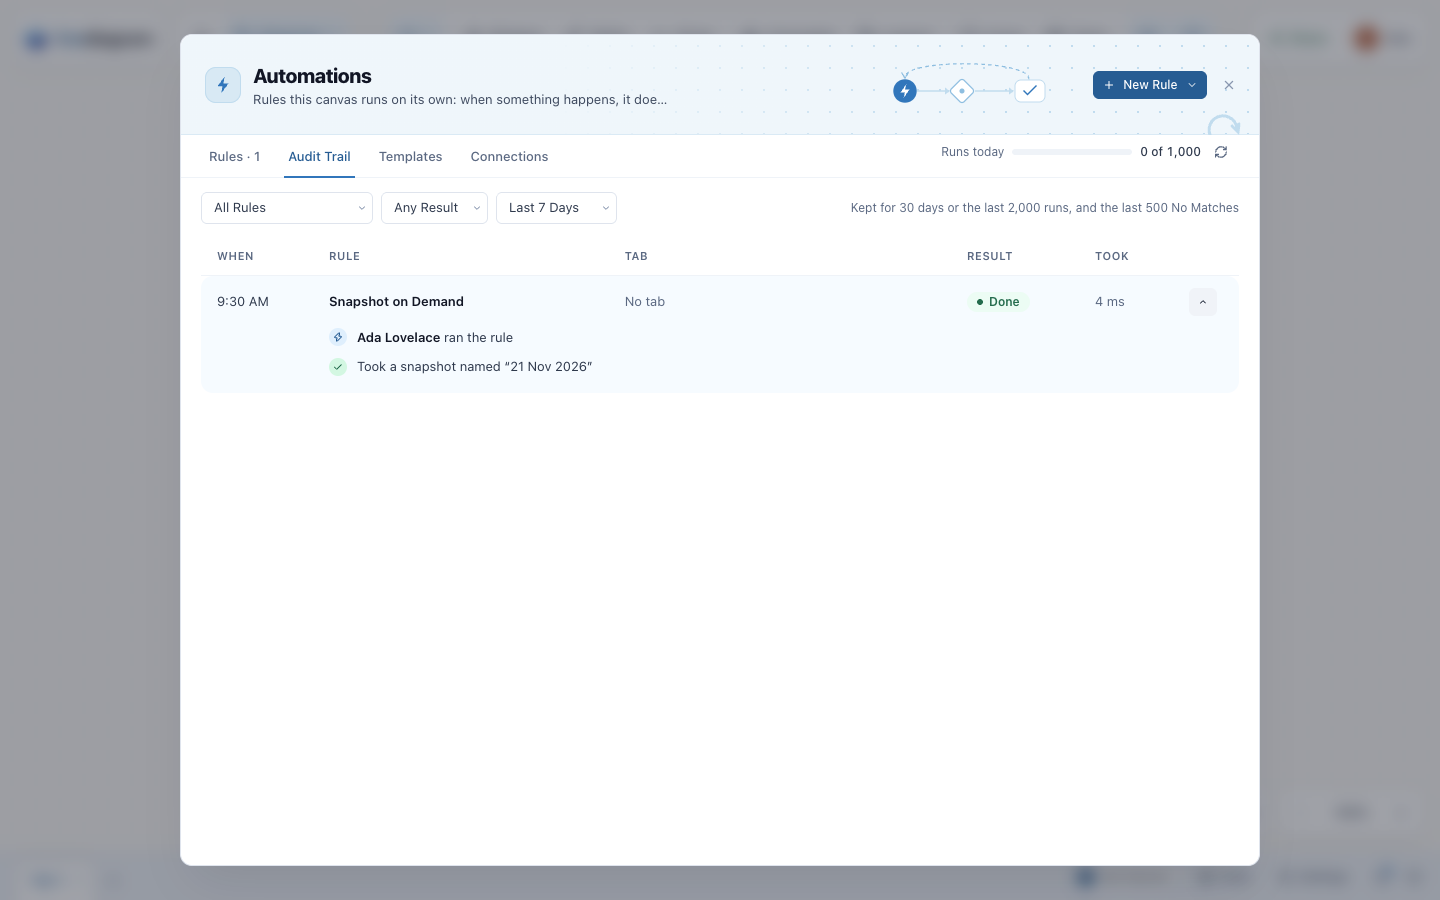 Automations
Rules this canvas runs on its own: when something happens, it doe...
New Rule
Rules · 1
Audit Trail
Templates
Connections
Runs today
0 of 1,000
All Rules
Any Result
Last 7 Days
Kept for 30 days or the last 2,000 runs, and the last 500 No Matches
WHEN
RULE
TAB
RESULT
TOOK
9:30 AM
Snapshot on Demand
No tab
Done
4 ms
Ada Lovelace ran the rule
Took a snapshot named “21 Nov 2026”